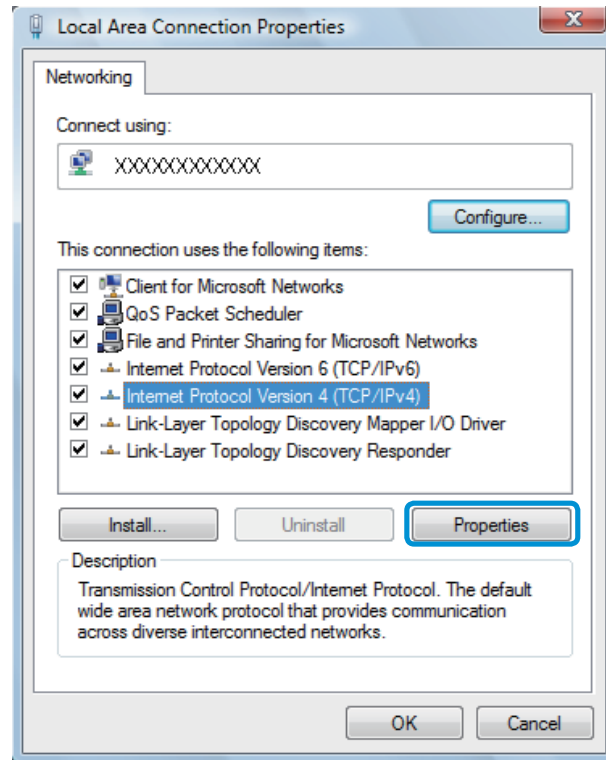 Local Area Connection Properties
Networking
Connect using:
XXXXXXXXXXXX
Configure...
This connection uses the following items:
Client for Microsoft Networks
QoS Packet Scheduler
File and Printer Sharing for Microsoft Networks
Internet Protocol Version 6 (TCP/IPv6)
Internet Protocol Version 4 (TCP/IPv4)
Link-Layer Topology Discovery Mapper I/O Driver
Link-Layer Topology Discovery Responder
Install... Uninstall Properties
Description
Transmission Control Protocol/Internet Protocol. The default
wide area network protocol that provides communication
across diverse interconnected networks.
OK Cancel